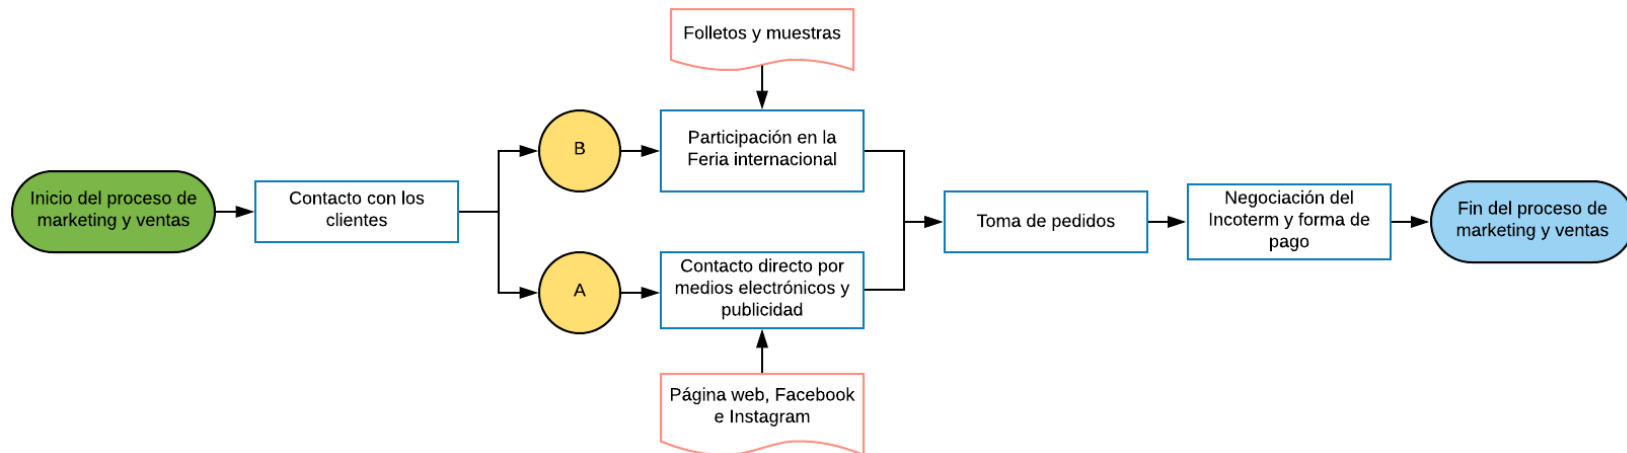 Folletos y muestras
B
Participación en la
Feria internacional
Inicio del proceso de
marketing y ventas
Contacto con los
clientes
Toma de pedidos
Negociación del
Incoterm y forma de
pago
Fin del proceso de
marketing y ventas
A
Contacto directo por
medios electrónicos y
publicidad
Página web, Facebook
e Instagram